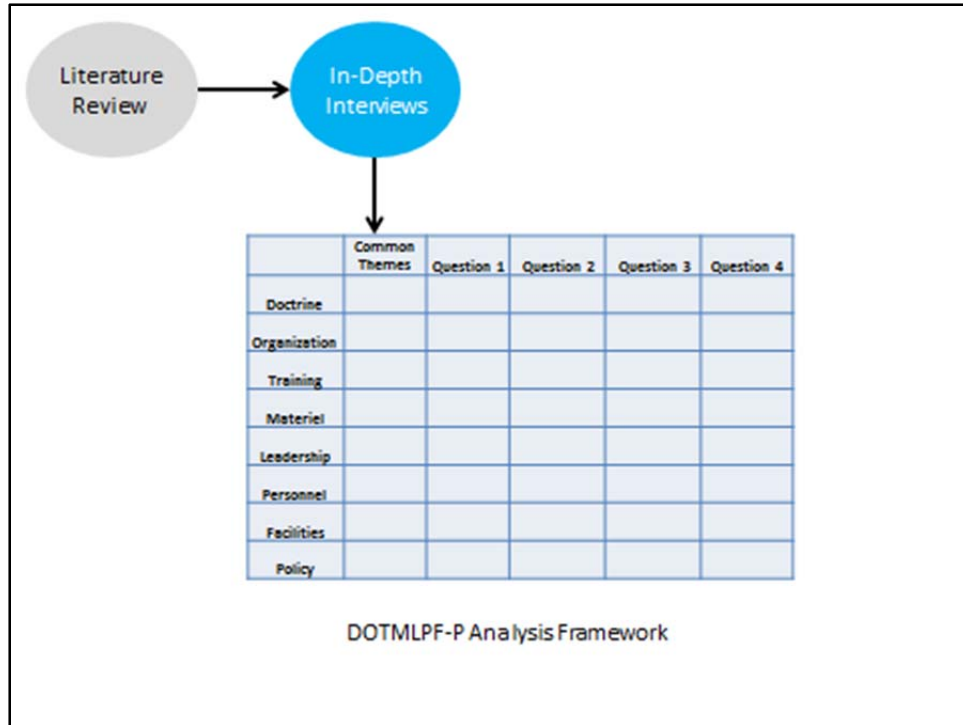 Literature
Review
In-Depth
Interviews
Common
Themes
Question 1
Question 2
Question 3
Question 4
Doctrine
Organization
Training
Materiel
Leadership
Personnel
Facilities
Policy
DOTMLPF-P Analysis Framework